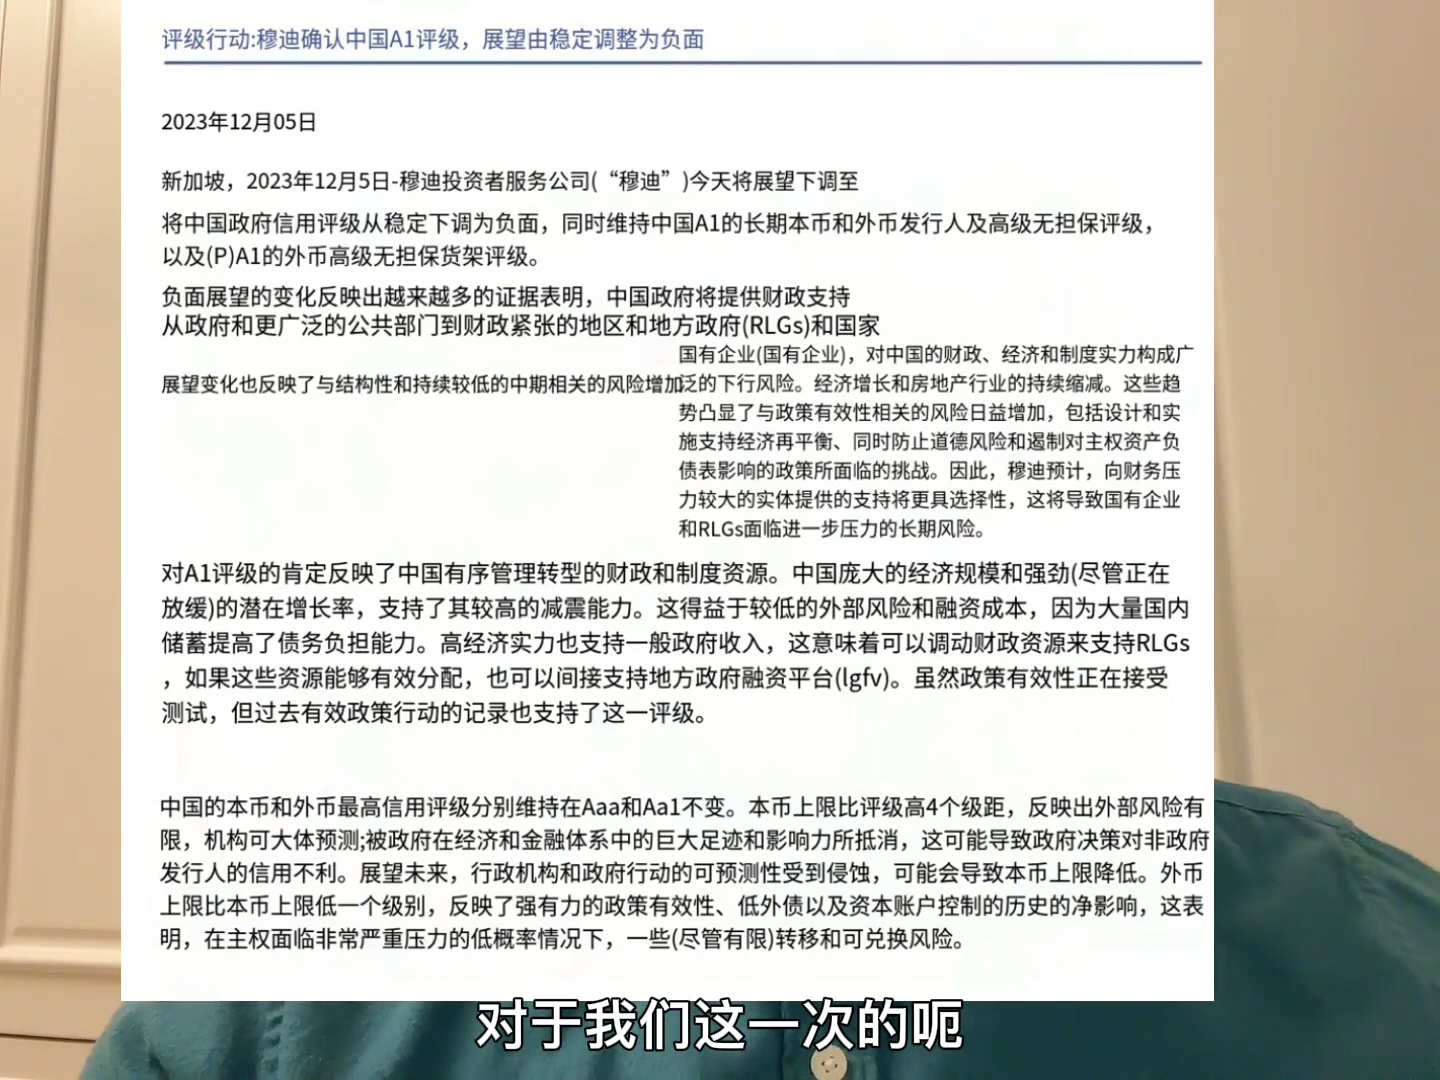 评级行动:穆迪确认中国A1评级，展望由稳定调整为负面
2023年12月05日
新加坡，2023年12月5日-穆迪投资者服务公司(“穆迪”)今天将展望下调至
将中国政府信用评级从稳定下调为负面，同时维持中国A1的长期本币和外币发行人及高级无担保评级，
以及(P)A1的外币高级无担保货架评级。
负面展望的变化反映出越来越多的证据表明，中国政府将提供财政支持
从政府和更广泛的公共部门到财政紧张的地区和地方政府(RLGs)和国家
国有企业(国有企业)，对中国的财政、经济和制度实力构成广
展望变化也反映了与结构性和持续较低的中期相关的风险增加
泛的下行风险。经济增长和房地产行业的持续缩减。这些趋
势凸显了与政策有效性相关的风险日益增加，包括设计和实
施支持经济再平衡、同时防止道德风险和遏制对主权资产负
债表影响的政策所面临的挑战。因此，穆迪预计，向财务压
力较大的实体提供的支持将更具选择性，这将导致国有企业
和RLGs面临进一步压力的长期风险。
对A1评级的肯定反映了中国有序管理转型的财政和制度资源。中国庞大的经济规模和强劲(尽管正在
放缓)的潜在增长率，支持了其较高的减震能力。这得益于较低的外部风险和融资成本，因为大量国内
储蓄提高了债务负担能力。高经济实力也支持一般政府收入，这意味着可以调动财政资源来支持RLGs
，如果这些资源能够有效分配，也可以间接支持地方政府融资平台(lgfv)。虽然政策有效性正在接受
测试，但过去有效政策行动的记录也支持了这一评级。
中国的本币和外币最高信用评级分别维持在Aaa和Aa1不变。本币上限比评级高4个级距，反映出外部风险有
限，机构可大体预测;被政府在经济和金融体系中的巨大足迹和影响力所抵消，这可能导致政府决策对非政府
发行人的信用不利。展望未来，行政机构和政府行动的可预测性受到侵蚀，可能会导致本币上限降低。外币
上限比本币上限低一个级别，反映了强有力的政策有效性、低外债以及资本账户控制的历史的净影响，这表
明，在主权面临非常严重压力的低概率情况下，一些(尽管有限)转移和可兑换风险。
对于我们这一次的呃